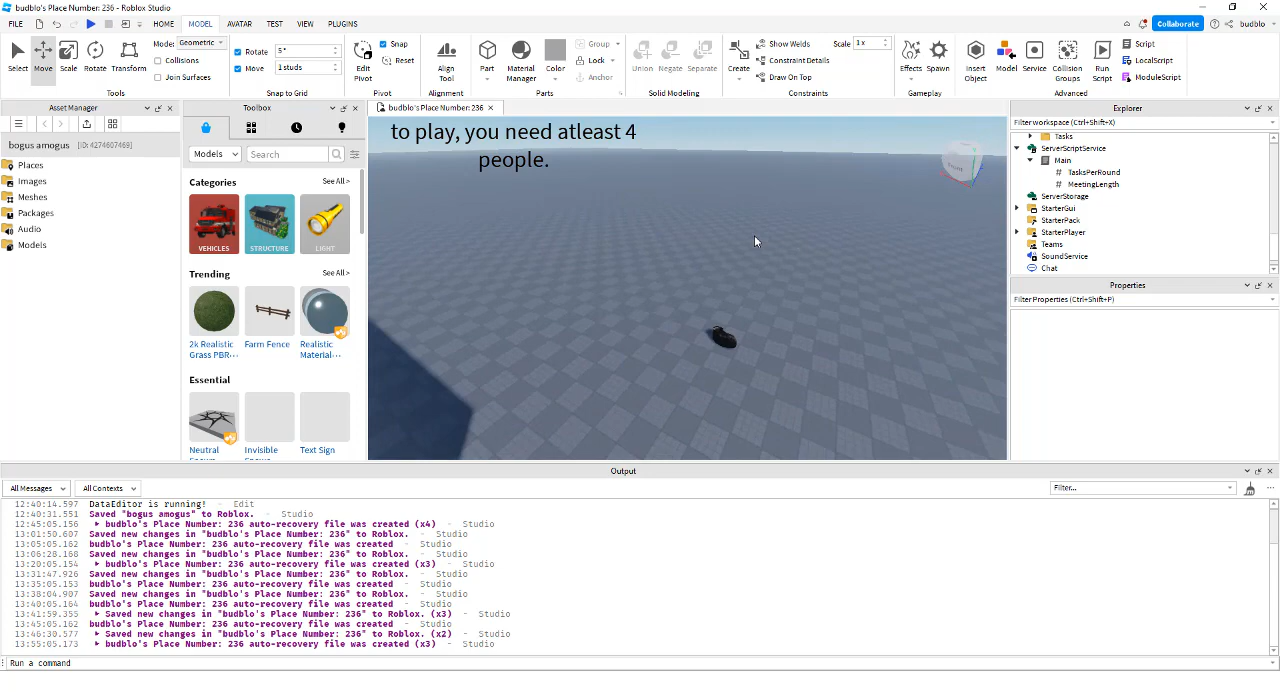 budblo's Place Number: 236 - Roblox Studio
FILE HOME MODEL AVATAR TEST VIEW PLUGINS Collaborate budblo
Select Move Scale Rotate Transform
Mode: Geometric
Collisions
Join Surfaces
Tools
Rotate 5 °
Move 1 studs
Snap to Grid
Edit Pivot
Snap
Reset
Pivot
Align Tool
Alignment
Part Material Manager Color
Group
Lock
Anchor
Parts
Union Negate Separate
Solid Modeling
Create
Show Welds Scale 1 x
Constraint Details
Draw On Top
Constraints
Effects Spawn
Gameplay
Insert Object Model Service Collision Groups Run Script
Script
LocalScript
ModuleScript
Advanced
Asset Manager
bogus amogus [ID: 4274607469]
Places
Images
Meshes
Packages
Audio
Models
Toolbox
Models Search
Categories See All >
VEHICLES STRUCTURE LIGHT
Trending See All >
2k Realistic Grass PBR··· Farm Fence Realistic Material···
Essential
Neutral Invisible Text Sign
budblo's Place Number: 236
to play, you need atleast 4
people.
Explorer
Filter workspace (Ctrl+Shift+X)
Tasks
ServerScriptService
Main
TasksPerRound
MeetingLength
ServerStorage
StarterGui
StarterPack
StarterPlayer
Teams
SoundService
Chat
Properties
Filter Properties (Ctrl+Shift+P)
Output
All Messages All Contexts Filter...
12:40:14.597 DataEditor is running! - Edit
12:40:31.551 Saved "bogus amogus" to Roblox. - Studio
12:45:05.156 budblo's Place Number: 236 auto-recovery file was created (x4) - Studio
13:01:50.607 Saved new changes in "budblo's Place Number: 236" to Roblox. - Studio
13:05:05.162 budblo's Place Number: 236 auto-recovery file was created - Studio
13:06:28.168 Saved new changes in "budblo's Place Number: 236" to Roblox. - Studio
13:20:05.154 budblo's Place Number: 236 auto-recovery file was created (x3) - Studio
13:31:47.926 Saved new changes in "budblo's Place Number: 236" to Roblox. - Studio
13:35:05.153 budblo's Place Number: 236 auto-recovery file was created - Studio
13:38:04.907 Saved new changes in "budblo's Place Number: 236" to Roblox. - Studio
13:40:05.164 budblo's Place Number: 236 auto-recovery file was created - Studio
13:41:59.355 Saved new changes in "budblo's Place Number: 236" to Roblox. (x3) - Studio
13:45:05.162 budblo's Place Number: 236 auto-recovery file was created - Studio
13:46:30.577 Saved new changes in "budblo's Place Number: 236" to Roblox. (x2) - Studio
13:55:05.173 budblo's Place Number: 236 auto-recovery file was created (x3) - Studio
Run a command